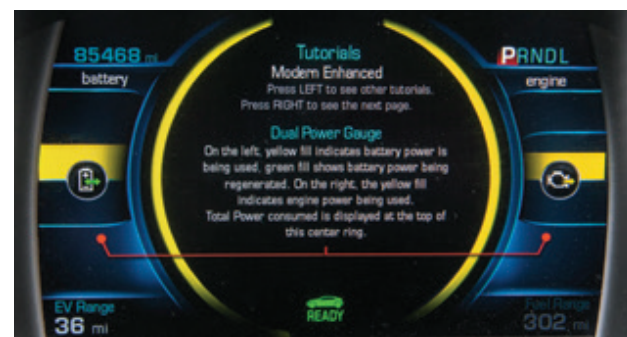 85468 mi
battery
Tutorials
Modern Enhanced
Press LEFT to see other tutorials.
Press RIGHT to see the next page.
PRNDL
engine
Dual Power Gauge
On the left, yellow fill indicates battery power is
being used, green fill shows battery power being
regenerated. On the right, the yellow fill
indicates engine power being used.
Total Power consumed is displayed at the top of
this center ring.
EV Range
36 mi
READY
Fuel Range
302 mi